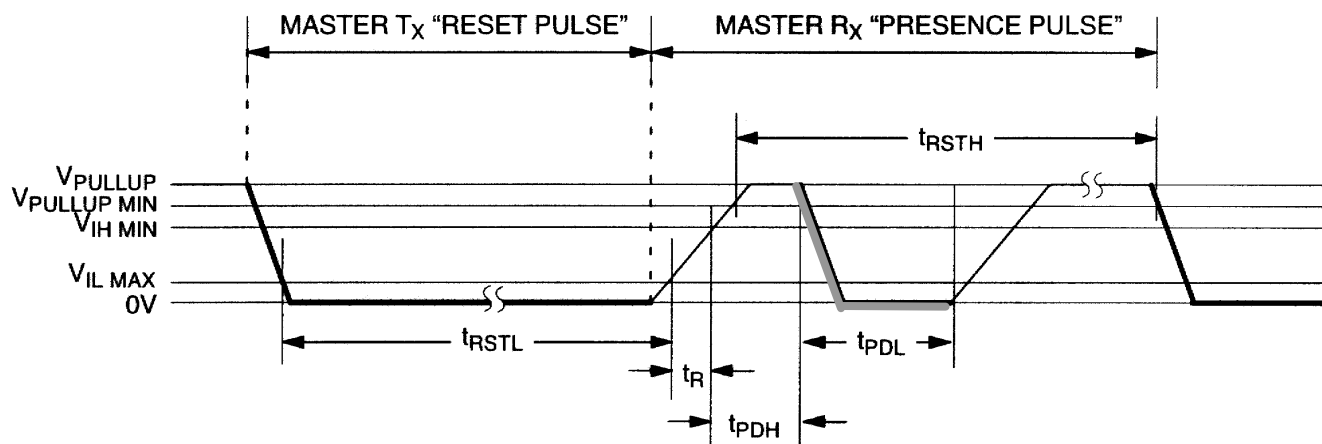 MASTER TX “RESET PULSE”
MASTER RX “PRESENCE PULSE”
tRSTH
VPULLUP
VPULLUP MIN
VIH MIN
VIL MAX
0V
tRSTL
tPDL
tR
tPDH